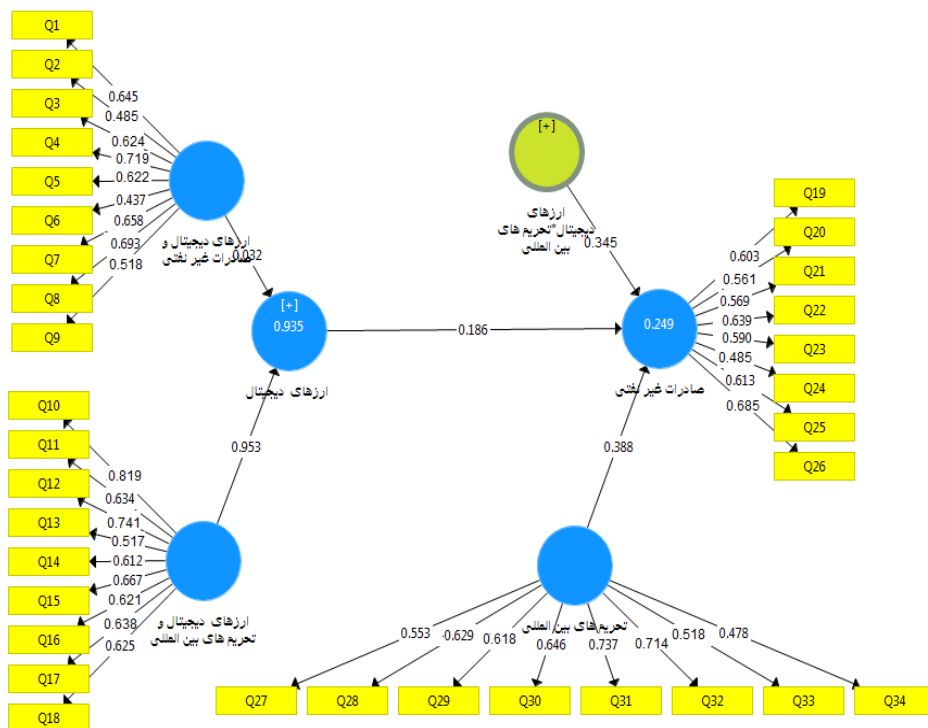 Q1
Q2
Q3
Q4
Q5
Q6
Q7
Q8
Q9
0.645
0.485
0.624
0.719
0.622
0.437
0.658
0.693
0.518
ارزهای دیجیتال و
صادرات غیر نفتی
0.032
[+]
0.935
ارزهای دیجیتال
[+]
ارزهای
دیجیتال*تحریم های
بین المللی
0.345
0.186
0.249
صادرات غیر نفتی
0.603
0.561
0.569
0.639
0.590
0.485
0.613
0.685
Q19
Q20
Q21
Q22
Q23
Q24
Q25
Q26
Q10
Q11
Q12
Q13
Q14
Q15
Q16
Q17
Q18
0.819
0.634
0.741
0.517
0.612
0.667
0.621
0.638
0.625
ارزهای دیجیتال و
تحریم های بین المللی
0.953
0.388
تحریم های بین المللی
0.553
0.629
0.618
0.646
0.737
0.714
0.518
0.478
Q27
Q28
Q29
Q30
Q31
Q32
Q33
Q34